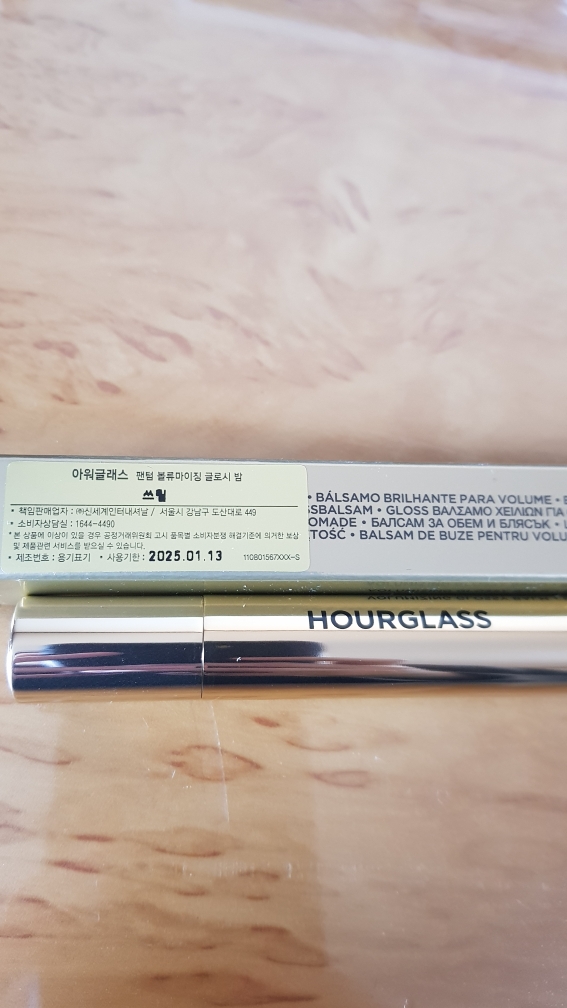 아워글래스 팬텀 볼류마이징 글로시 밤
쓰릴
• 책임판매업자 : ㈜신세계인터내셔날 / 서울시 강남구 도산대로 449
• 소비자상담실 : 1644-4490
* 본 상품에 이상이 있을 경우 공정거래위원회 고시 품목별 소비자분쟁 해결기준에 의거한 보상
및 제품관련 서비스를 받으실 수 있습니다.
• 제조번호 : 용기표기 • 사용기한 : 2025.01.13 110801567XXX-S
• BÁLSAMO BRILHANTE PARA VOLUME •
SSBALSAM • GLOSS ΒΑΛΣΑΜΟ ΧΕΙΛΙΩΝ ΓΙΑ
OMADE • БАЛСАМ ЗА ОБЕМ И БЛЯСЪК •
TOŚĆ • BALSAM DE BUZE PENTRU VOLU
HOURGLASS